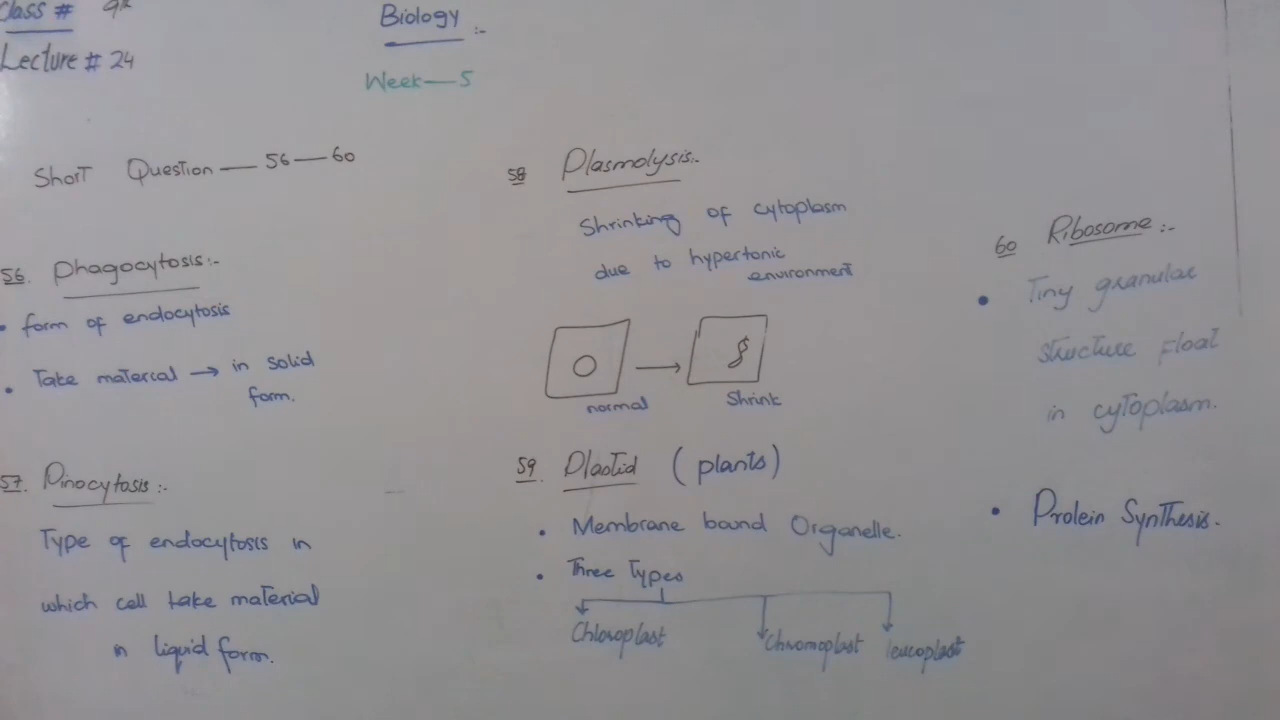 Class # 9th
Lecture # 24
Biology :-
Week — 5
Short Question — 56 — 60
56. Phagocytosis:-
• form of endocytosis
• Take material → in solid
form.
57. Pinocytosis:-
Type of endocytosis in
which cell take material
in liquid form.
58 Plasmolysis:-
Shrinking of cytoplasm
due to hypertonic
environment
normal
Shrink
59. Plastid (plants)
• Membrane bound Organelle.
• Three Types
Chloroplast Chromoplast leucoplast
60 Ribosome :-
• Tiny granular
structure float
in cytoplasm.
• Protein Synthesis.